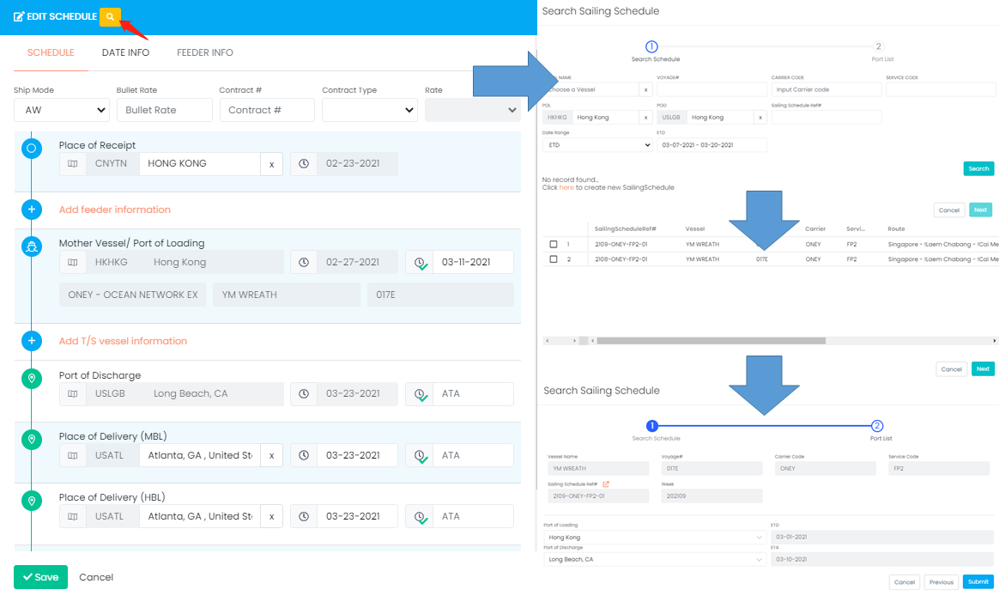 EDIT SCHEDULE
SCHEDULE DATE INFO FEEDER INFO
Ship Mode Bullet Rate Contract # Contract Type Rate
AW Bullet Rate Contract #
Place of Receipt
CNYTN HONG KONG x 02-23-2021
Add feeder information
Mother Vessel/ Port of Loading
HKHKG Hong Kong 02-27-2021 03-11-2021
ONEY - OCEAN NETWORK EX YM WREATH 017E
Add T/S vessel information
Port of Discharge
USLGB Long Beach, CA 03-23-2021 ATA
Place of Delivery (MBL)
USATL Atlanta, GA , United St 03-23-2021 ATA
x
Place of Delivery (HBL)
USATL Atlanta, GA , United St x 03-23-2021 ATA
Save Cancel
Search Sailing Schedule
1 2
Search Schedule Port List
NAME VOYAGE# CARRIER CODE SERVICE CODE
oose a Vessel x Input Carrier code
POL POD Sailing Schedule Ref#
HKHKG Hong Kong x USLGB Hong Kong x
Date Range ETD
ETD 03-07-2021 - 03-20-2021
Search
No record found...
Click here to create new SailingSchedule
Cancel Next
SailingScheduleRef# Vessel Carrier Servi... Route
1 2109-ONEY-FP2-01 YM WREATH ONEY FP2 Singapore - !Laem Chabang - !Cai Me
2 2108-ONEY-FP2-01 YM WREATH 017E ONEY FP2 Singapore - !Laem Chabang - !Cai Me
Cancel Next
Search Sailing Schedule
1 2
Search Schedule Port List
Vessel Name Voyage# Carrier Code Service Code
YM WREATH 017E ONEY FP2
Sailing Schedule Ref# Week
2109-ONEY-FP2-01 202109
Port of Loading ETD
Hong Kong 03-01-2021
Port of Discharge ETA
Long Beach, CA 03-10-2021
Cancel Previous Submit